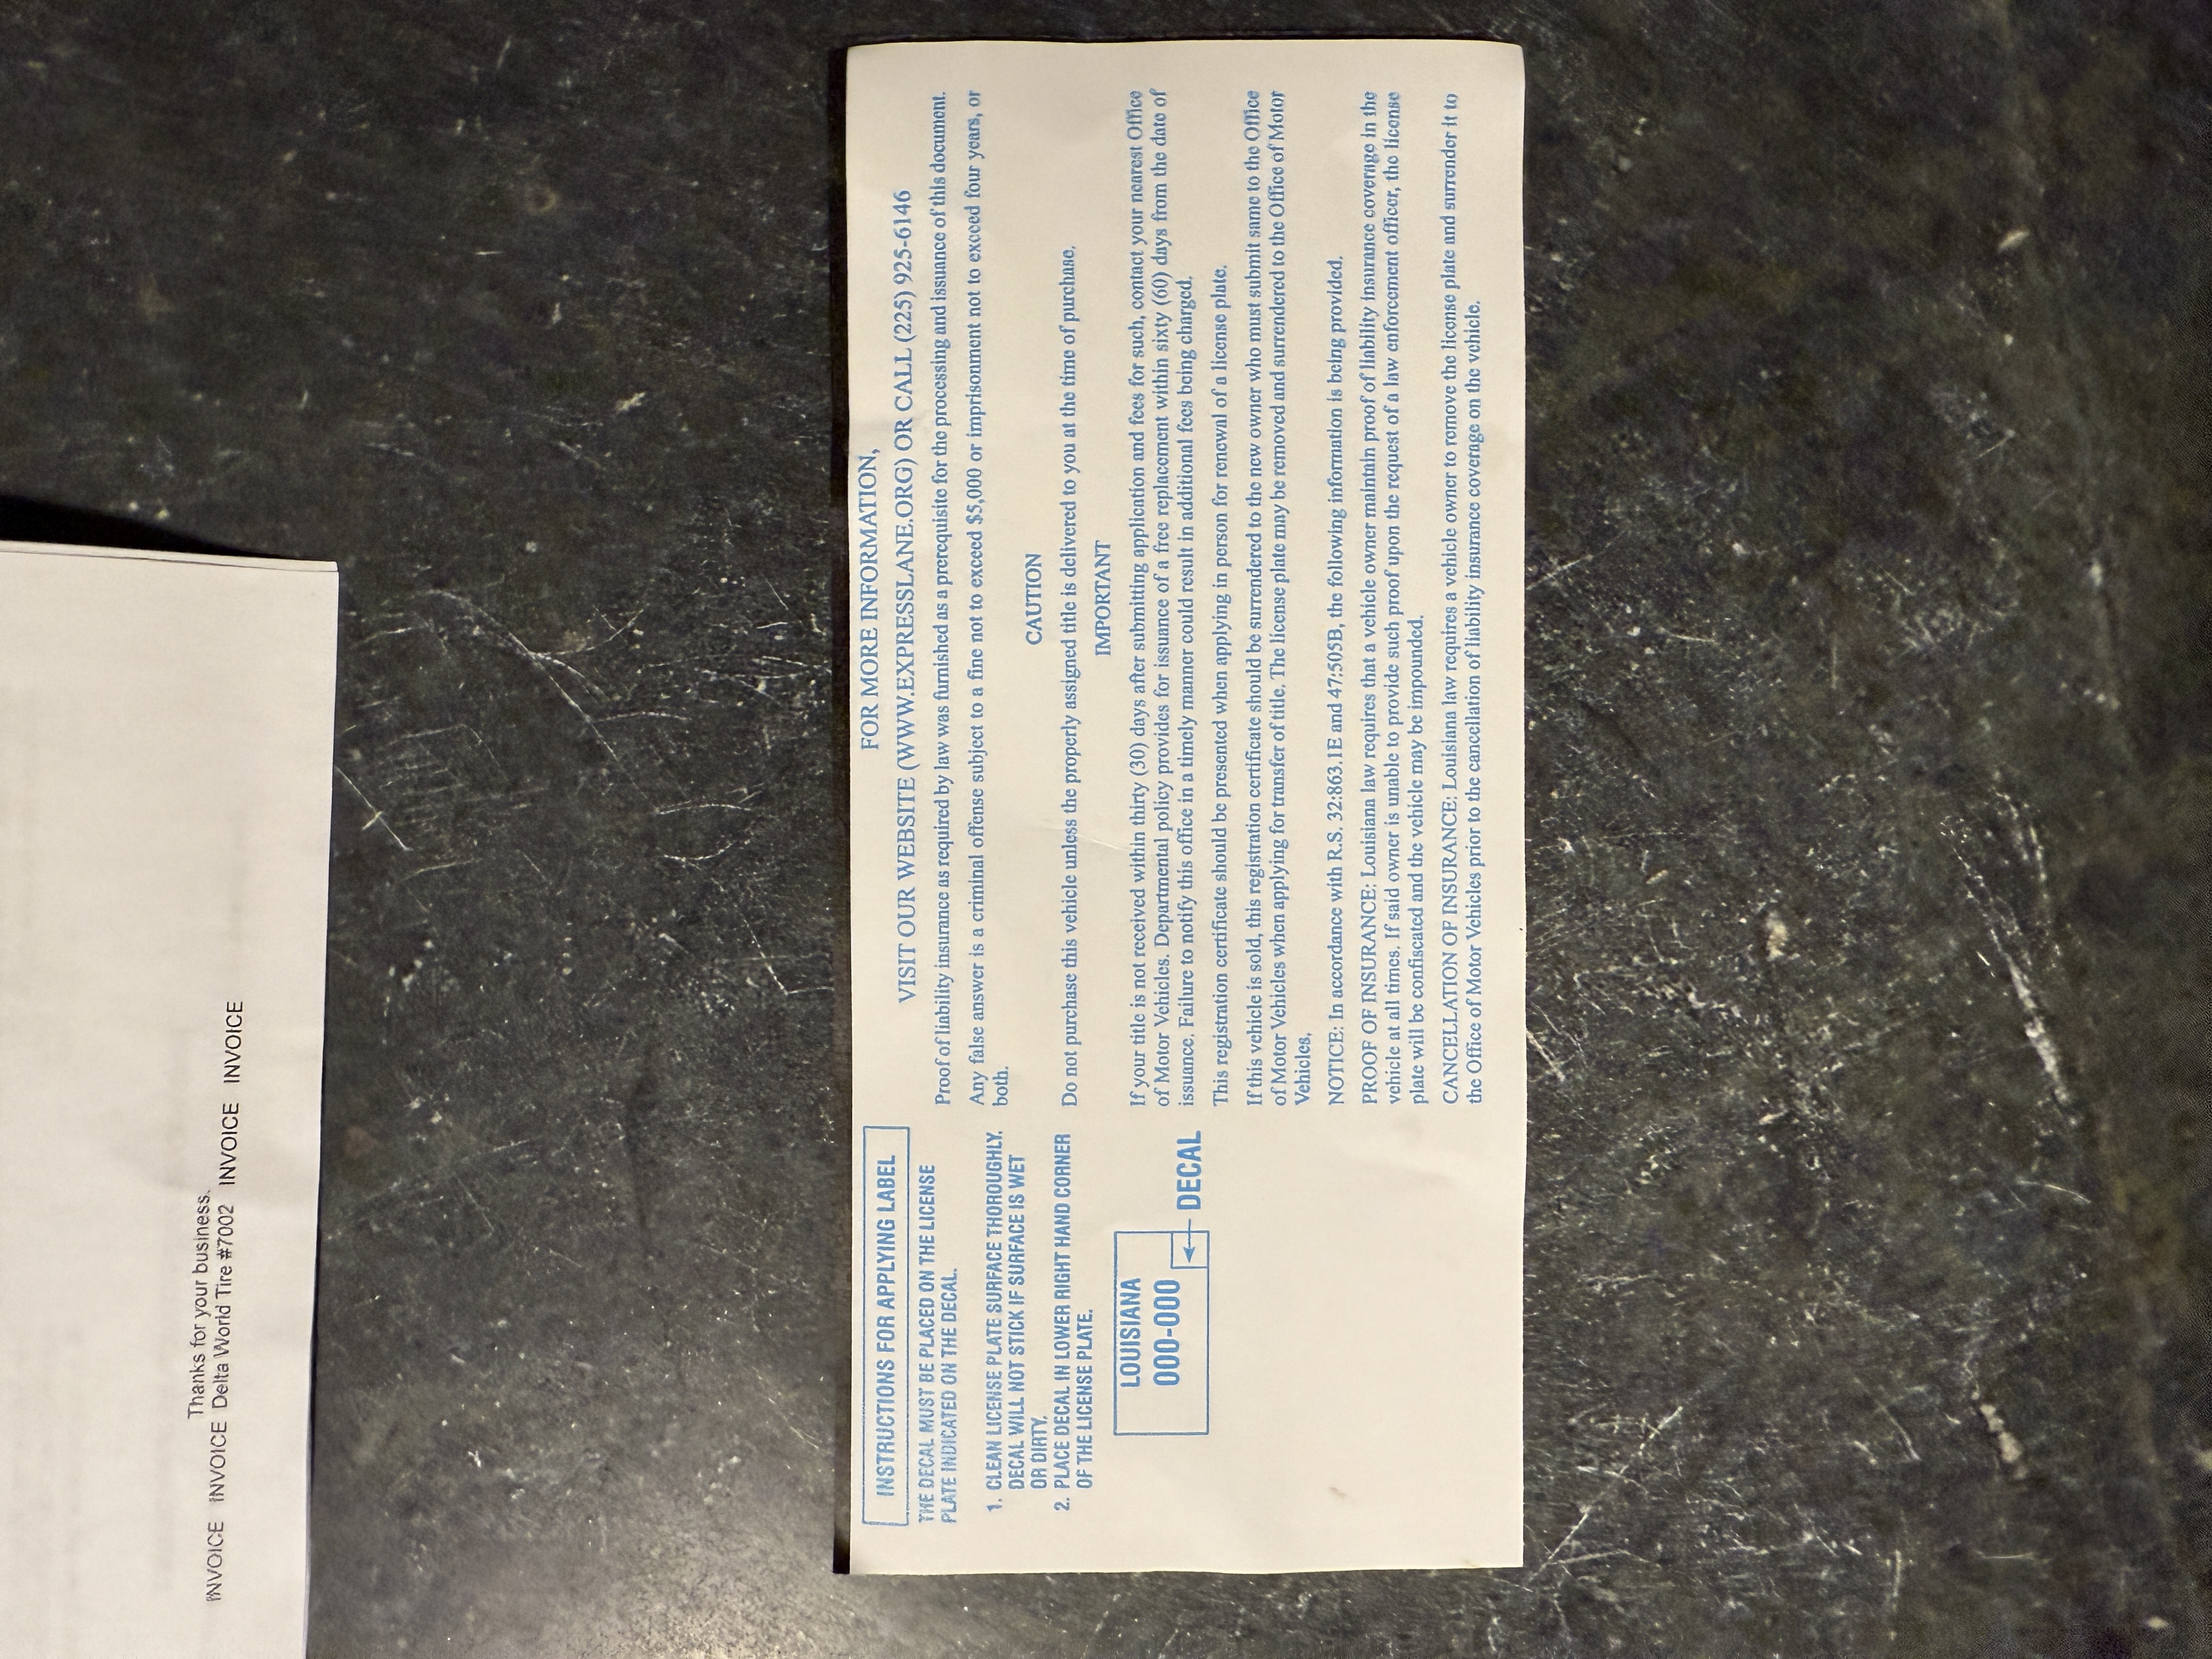 Thanks for your business.
INVOICE INVOICE Delta World Tire #7002 INVOICE INVOICE
INSTRUCTIONS FOR APPLYING LABEL
THE DECAL MUST BE PLACED ON THE LICENSE
PLATE INDICATED ON THE DECAL.
1. CLEAN LICENSE PLATE SURFACE THOROUGHLY.
DECAL WILL NOT STICK IF SURFACE IS WET
OR DIRTY.
2. PLACE DECAL IN LOWER RIGHT HAND CORNER
OF THE LICENSE PLATE.
LOUISIANA
000-000
DECAL
FOR MORE INFORMATION,
VISIT OUR WEBSITE (WWW.EXPRESSLANE.ORG) OR CALL (225) 925-6146
Proof of liability insurance as required by law was furnished as a prerequisite for the processing and issuance of this document.
Any false answer is a criminal offense subject to a fine not to exceed $5,000 or imprisonment not to exceed four years, or
both.
CAUTION
Do not purchase this vehicle unless the properly assigned title is delivered to you at the time of purchase.
IMPORTANT
If your title is not received within thirty (30) days after submitting application and fees for such, contact your nearest Office
of Motor Vehicles. Departmental policy provides for issuance of a free replacement within sixty (60) days from the date of
issuance. Failure to notify this office in a timely manner could result in additional fees being charged.
This registration certificate should be presented when applying in person for renewal of a license plate.
If this vehicle is sold, this registration certificate should be surrendered to the new owner who must submit same to the Office
of Motor Vehicles when applying for transfer of title. The license plate may be removed and surrendered to the Office of Motor
Vehicles.
NOTICE: In accordance with R.S. 32:863.1E and 47:505B, the following information is being provided.
PROOF OF INSURANCE: Louisiana law requires that a vehicle owner maintain proof of liability insurance coverage in the
vehicle at all times. If said owner is unable to provide such proof upon the request of a law enforcement officer, the license
plate will be confiscated and the vehicle may be impounded.
CANCELLATION OF INSURANCE: Louisiana law requires a vehicle owner to remove the license plate and surrender it to
the Office of Motor Vehicles prior to the cancellation of liability insurance coverage on the vehicle.